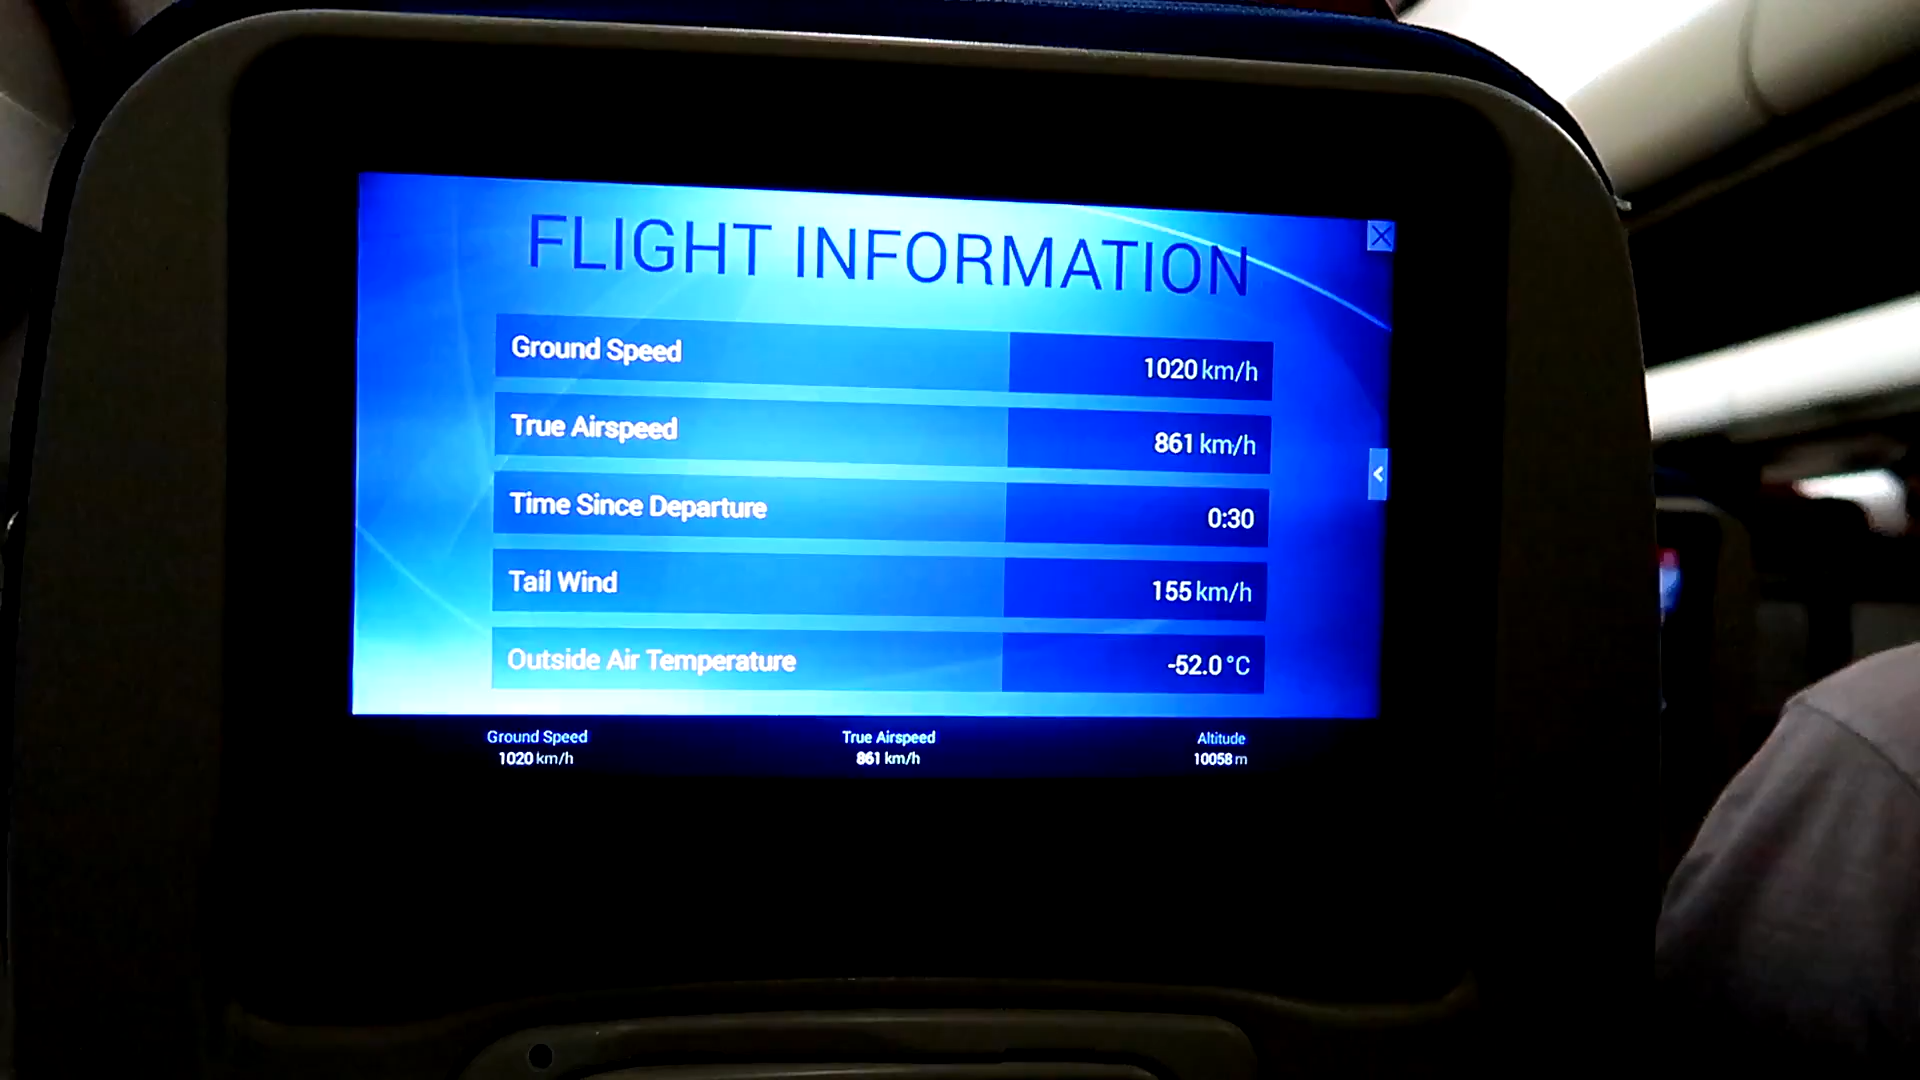 FLIGHT INFORMATION
Ground Speed 1020 km/h
True Airspeed 861 km/h
Time Since Departure 0:30
Tail Wind 155 km/h
Outside Air Temperature -52.0 °C
Ground Speed True Airspeed Altitude
1020 km/h 861 km/h 10058 m